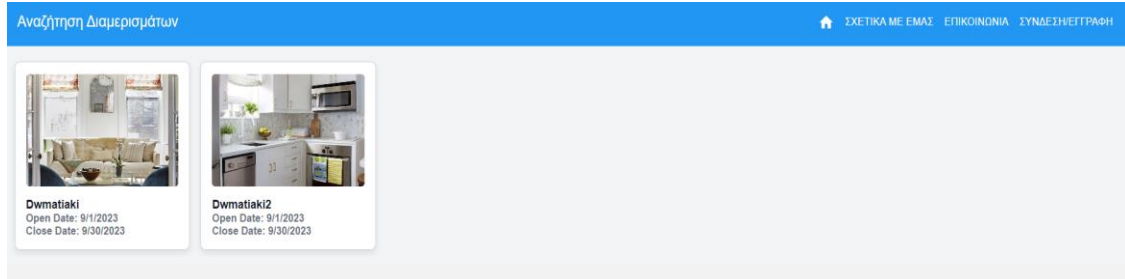 Αναζήτηση Διαμερισμάτων
ΣΧΕΤΙΚΑ ΜΕ ΕΜΑΣ ΕΠΙΚΟΙΝΩΝΙΑ ΣΥΝΔΕΣΗ/ΕΓΓΡΑΦΗ
Dwmatiaki
Open Date: 9/1/2023
Close Date: 9/30/2023
Dwmatiaki2
Open Date: 9/1/2023
Close Date: 9/30/2023